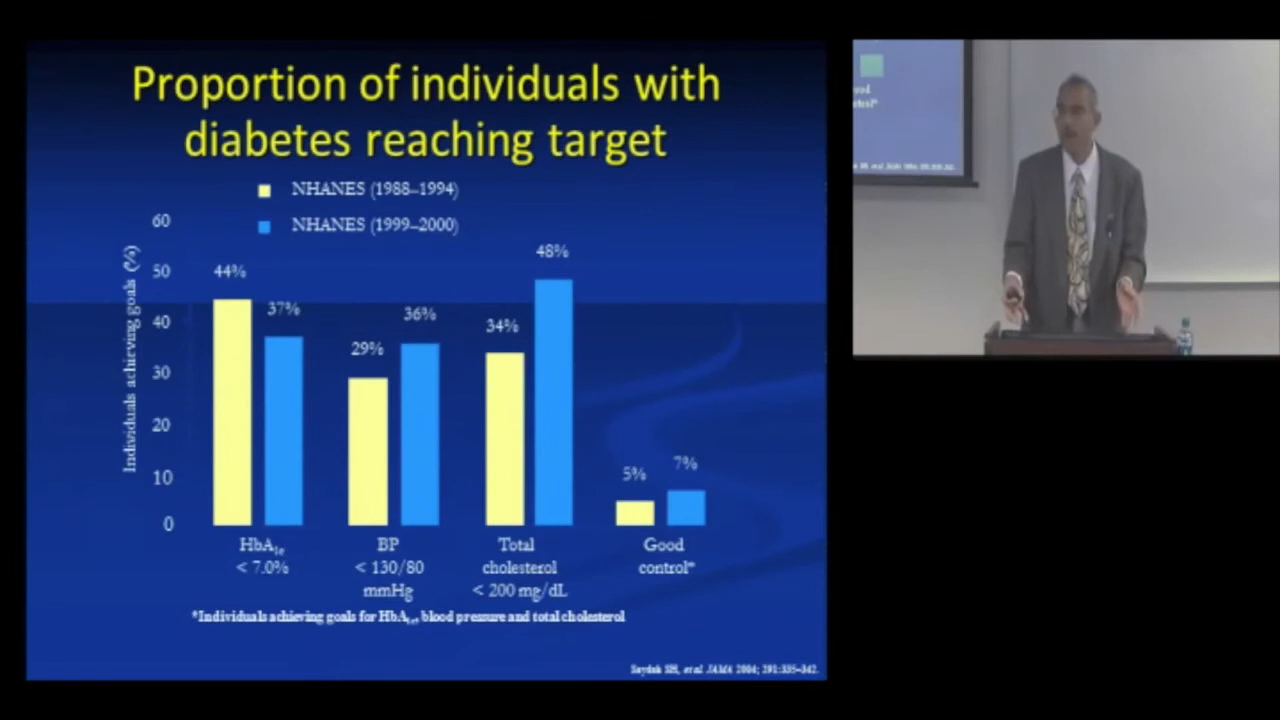 Proportion of individuals with
diabetes reaching target
NHANES (1988–1994)
NHANES (1999–2000)
Individuals achieving goals (%)
60
50
40
30
20
10
0
44%
37%
29%
36%
34%
48%
5%
7%
HbA1c
< 7.0%
BP
< 130/80
mmHg
Total
cholesterol
< 200 mg/dL
Good
control*
*Individuals achieving goals for HbA1c, blood pressure and total cholesterol
SH, et al. JAMA 2004; 291:335–342.